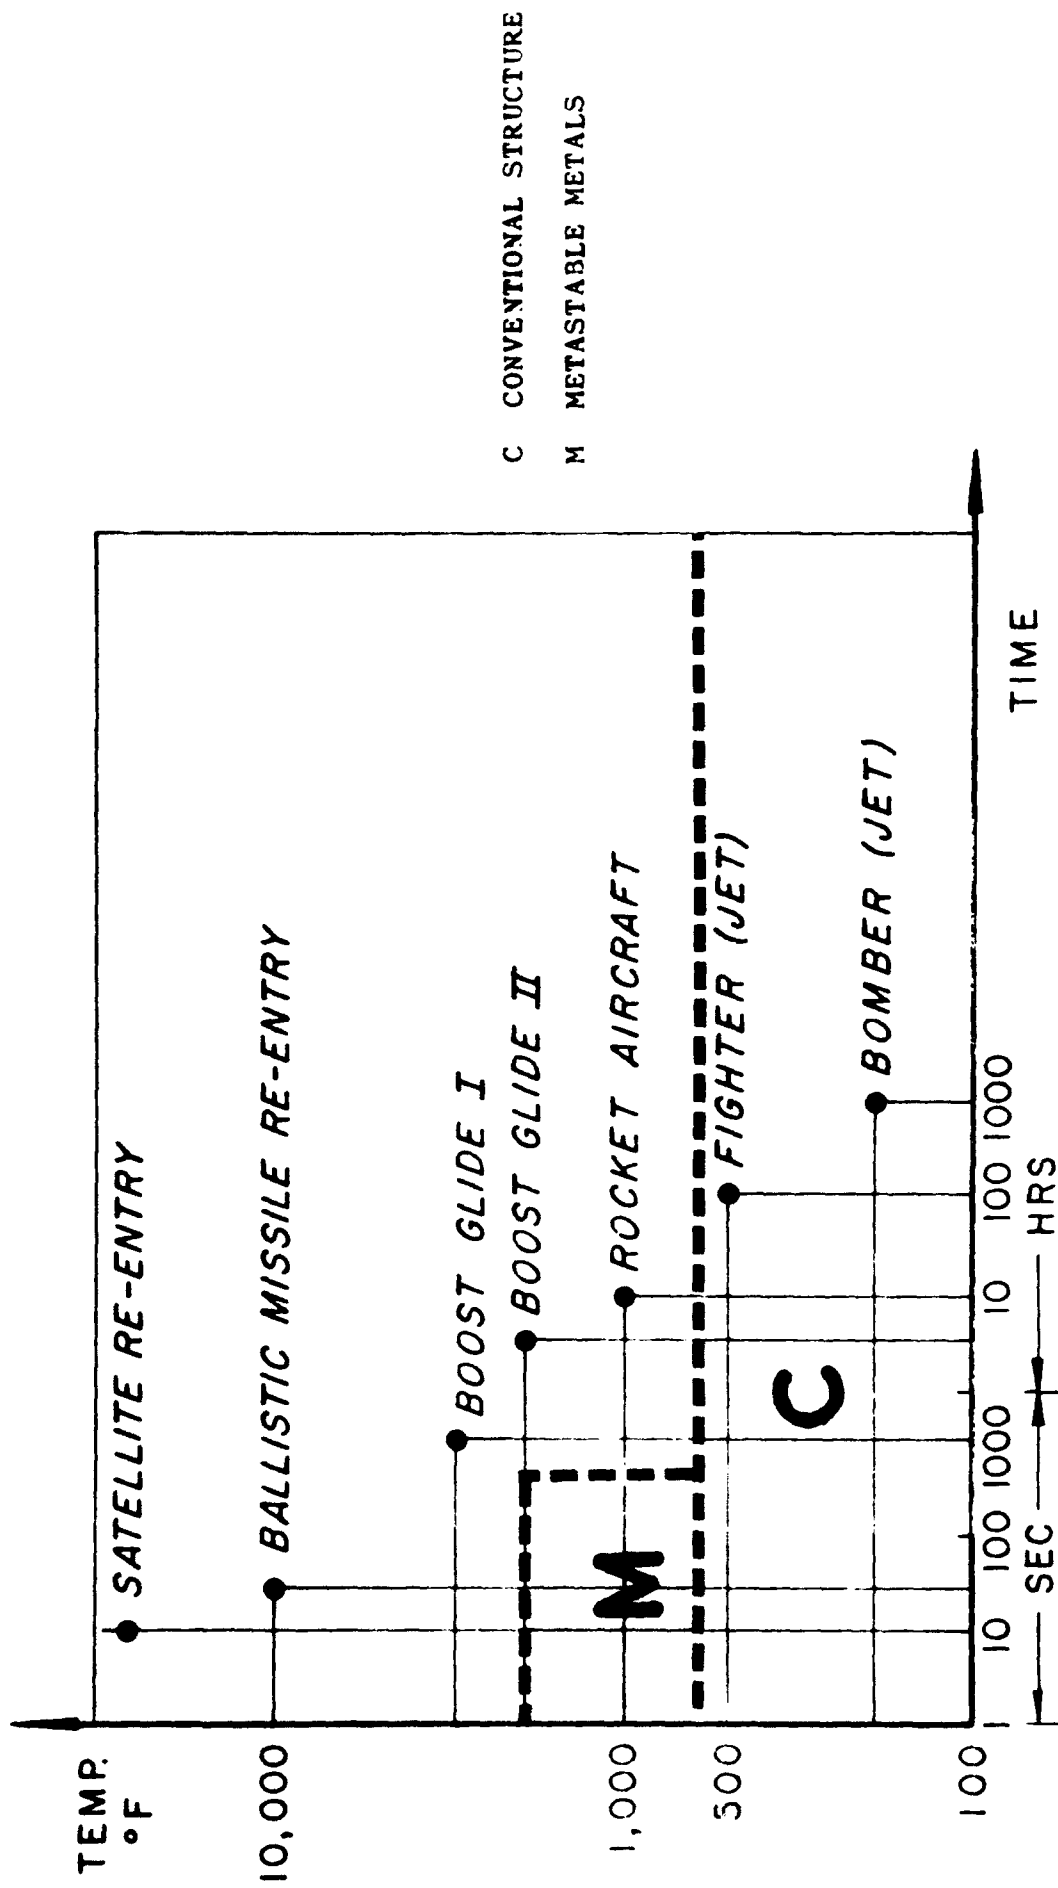 TEMP.
°F
SATELLITE RE-ENTRY
10,000
BALLISTIC MISSILE RE-ENTRY
BOOST GLIDE I
BOOST GLIDE II
C CONVENTIONAL STRUCTURE
M METASTABLE METALS
1,000
M
ROCKET AIRCRAFT
500
FIGHTER (JET)
C
BOMBER (JET)
100
1
10
100
1000
10
100
1000
TIME
SEC
HRS